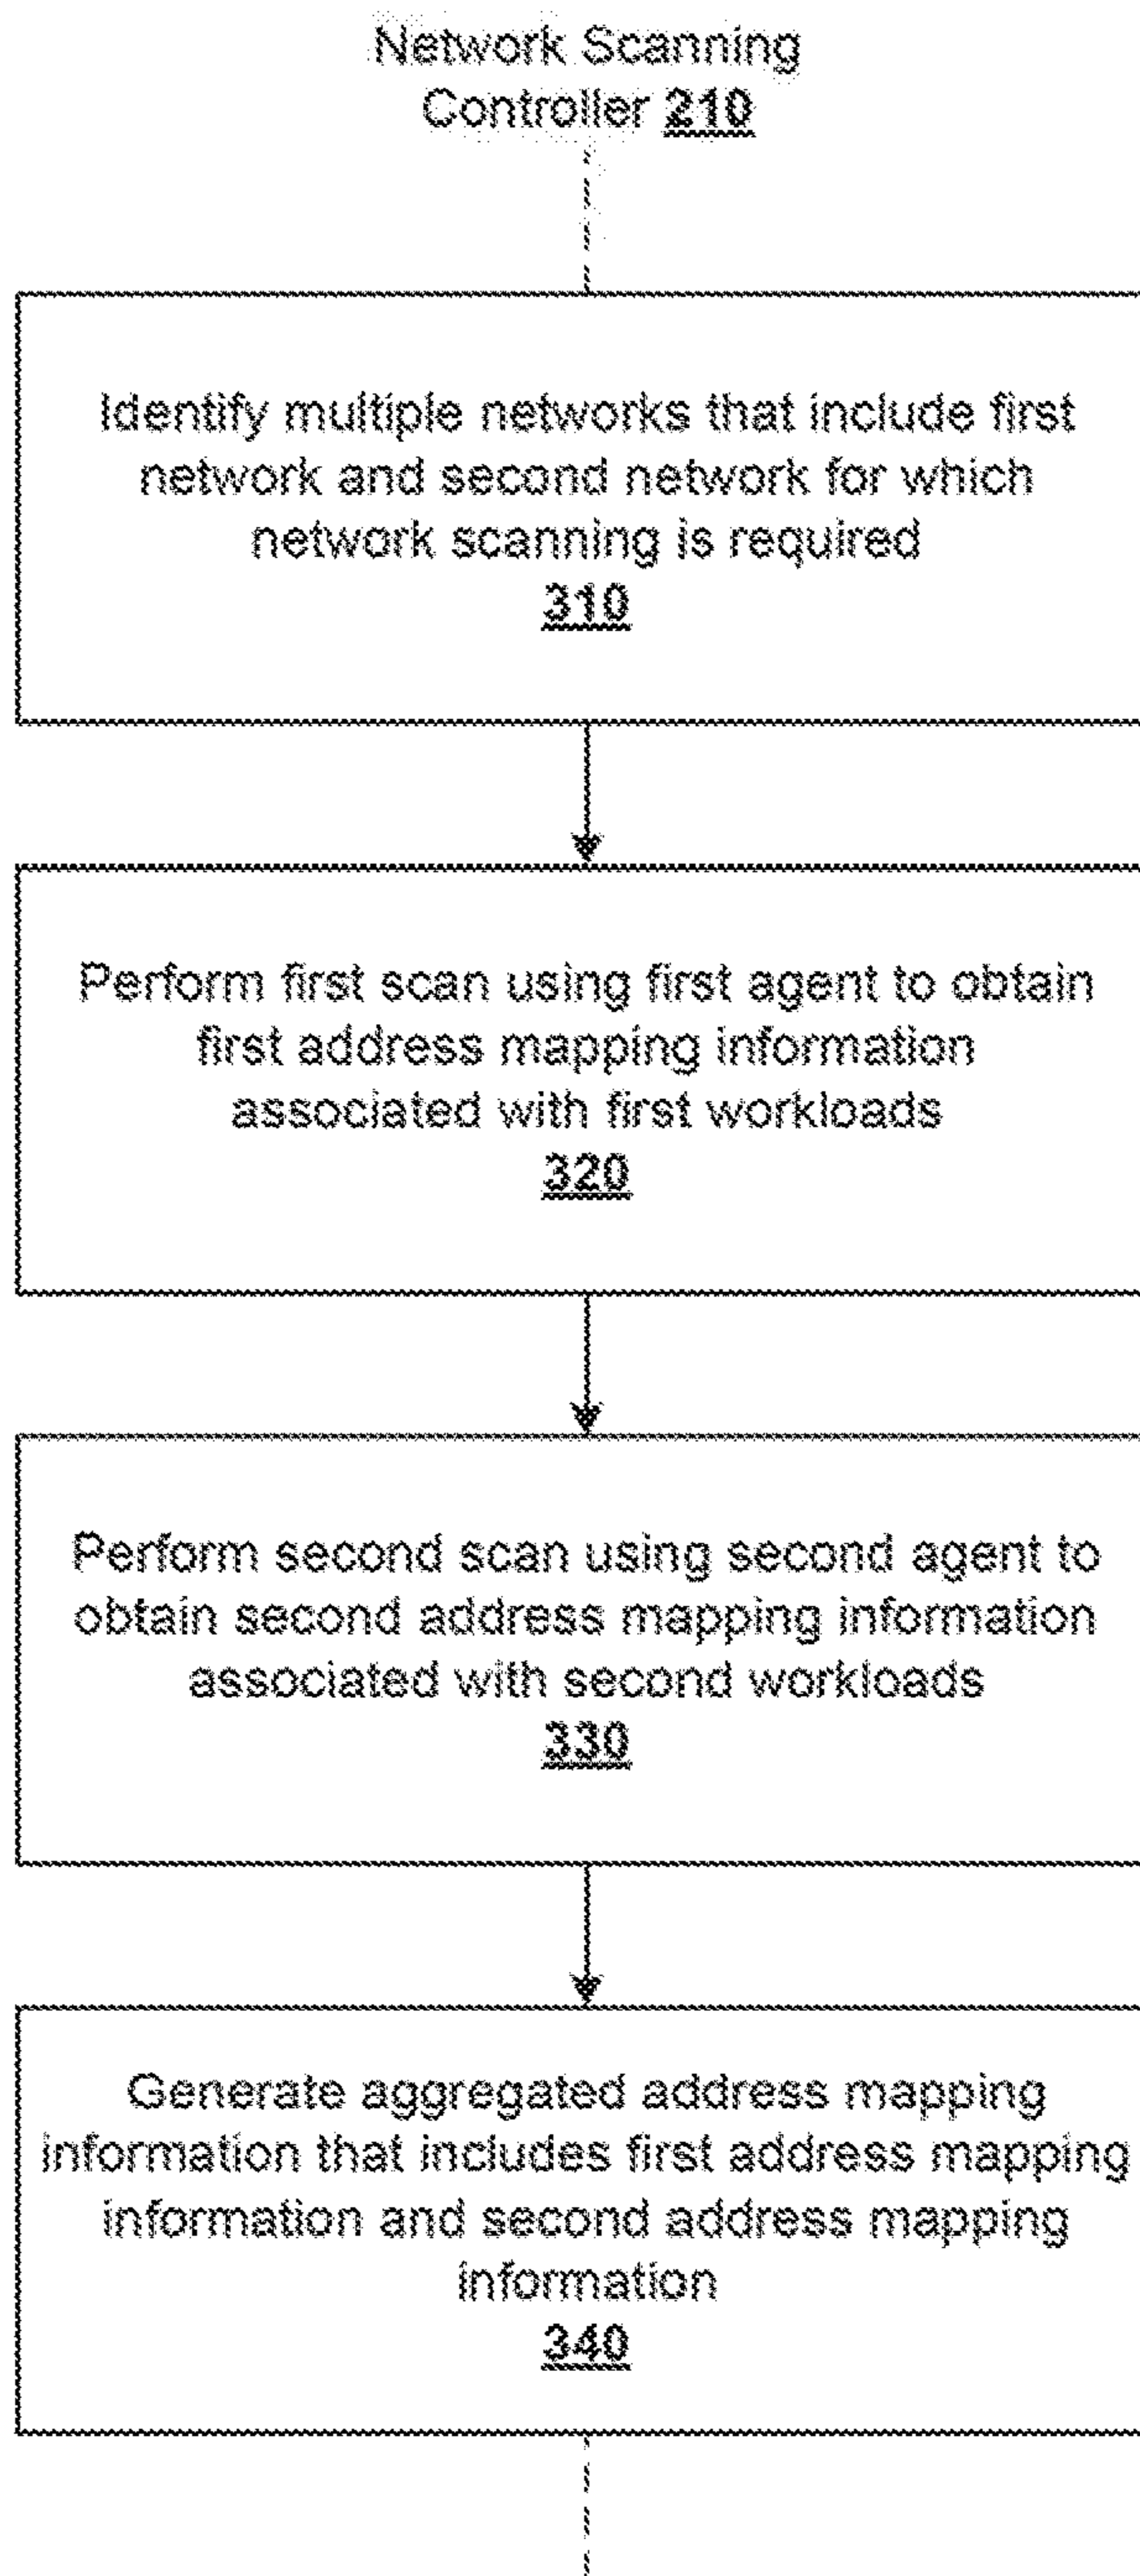 Network Scanning
Controller 210
Identify multiple networks that include first
network and second network for which
network scanning is required
310
Perform first scan using first agent to obtain
first address mapping information
associated with first workloads
320
Perform second scan using second agent to
obtain second address mapping information
associated with second workloads
330
Generate aggregated address mapping
information that includes first address mapping
information and second address mapping
information
340